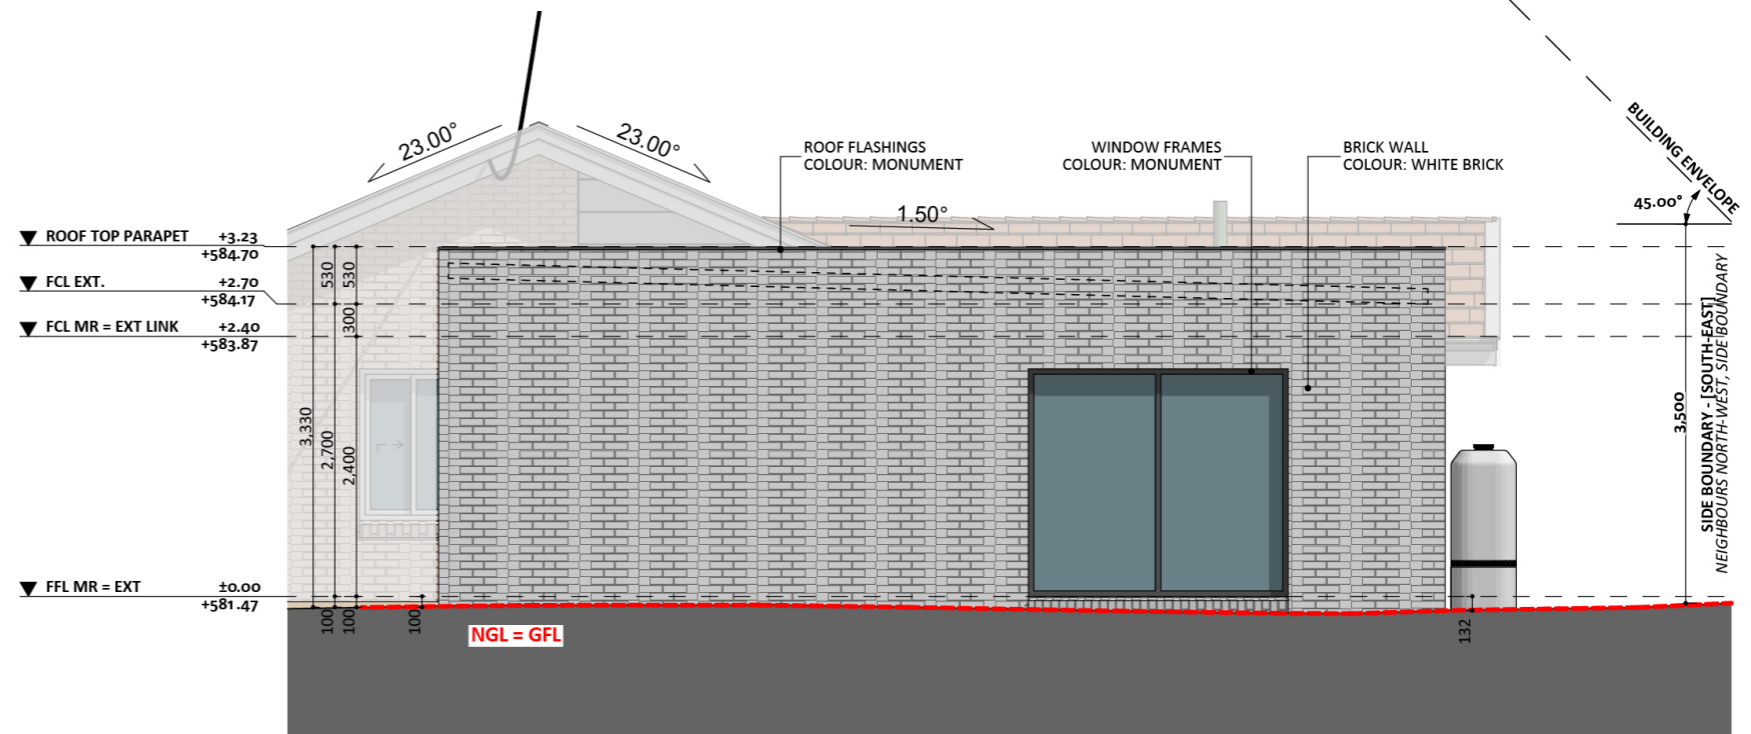 23.00°
23.00°
ROOF FLASHINGS
COLOUR: MONUMENT
WINDOW FRAMES
COLOUR: MONUMENT
BRICK WALL
COLOUR: WHITE BRICK
BUILDING ENVELOPE
45.00°
1.50°
ROOF TOP PARAPET +3.23
+584.70
FCL EXT. +2.70
+584.17
FCL MR = EXT LINK +2.40
+583.87
530
530
300
3,330
2,700
2,400
FFL MR = EXT ±0.00
+581.47
100
100
100
NGL = GFL
132
3,500
SIDE BOUNDARY - [SOUTH-EAST]
NEIGHBOURS NORTH-WEST, SIDE BOUNDARY